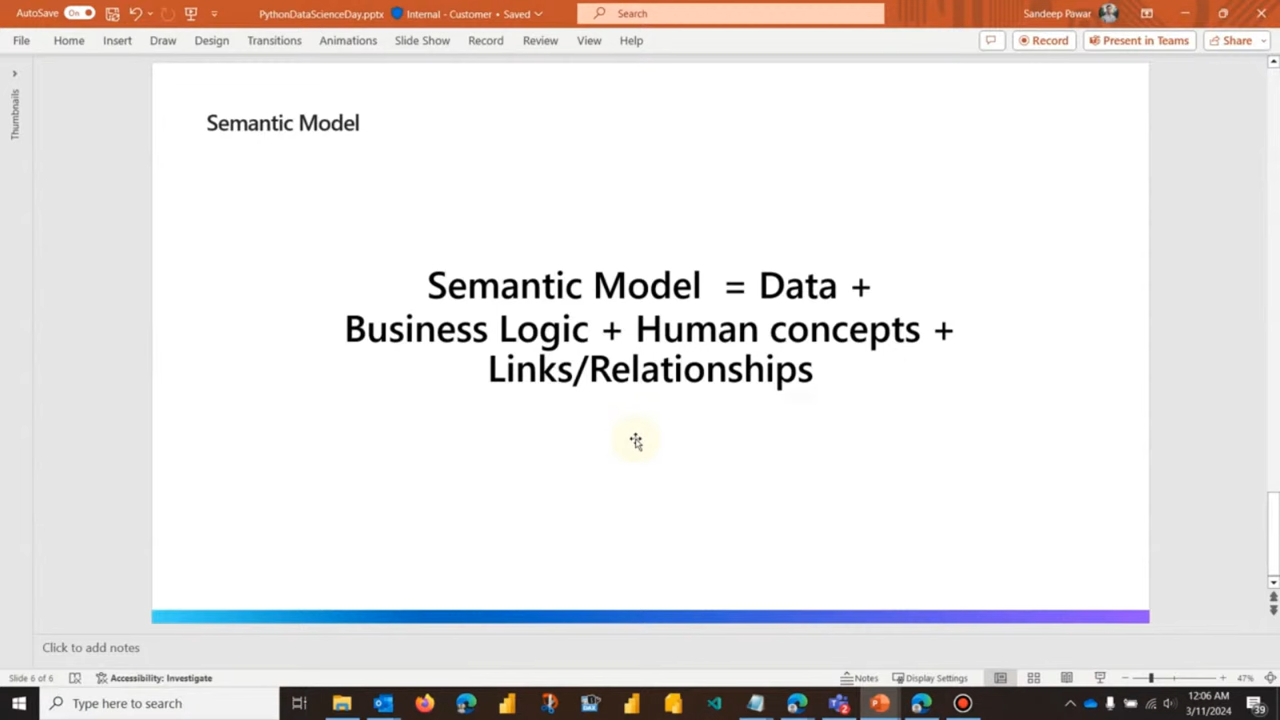 AutoSave On PythonDataScienceDay.pptx Internal - Customer • Saved Search Sandeep Pawar
File Home Insert Draw Design Transitions Animations Slide Show Record Review View Help Record Present in Teams Share
Thumbnails
Semantic Model
Semantic Model = Data +
Business Logic + Human concepts +
Links/Relationships
Click to add notes
Slide 6 of 6 Accessibility: Investigate Notes Display Settings 47%
Type here to search 12:06 AM
3/11/2024 39